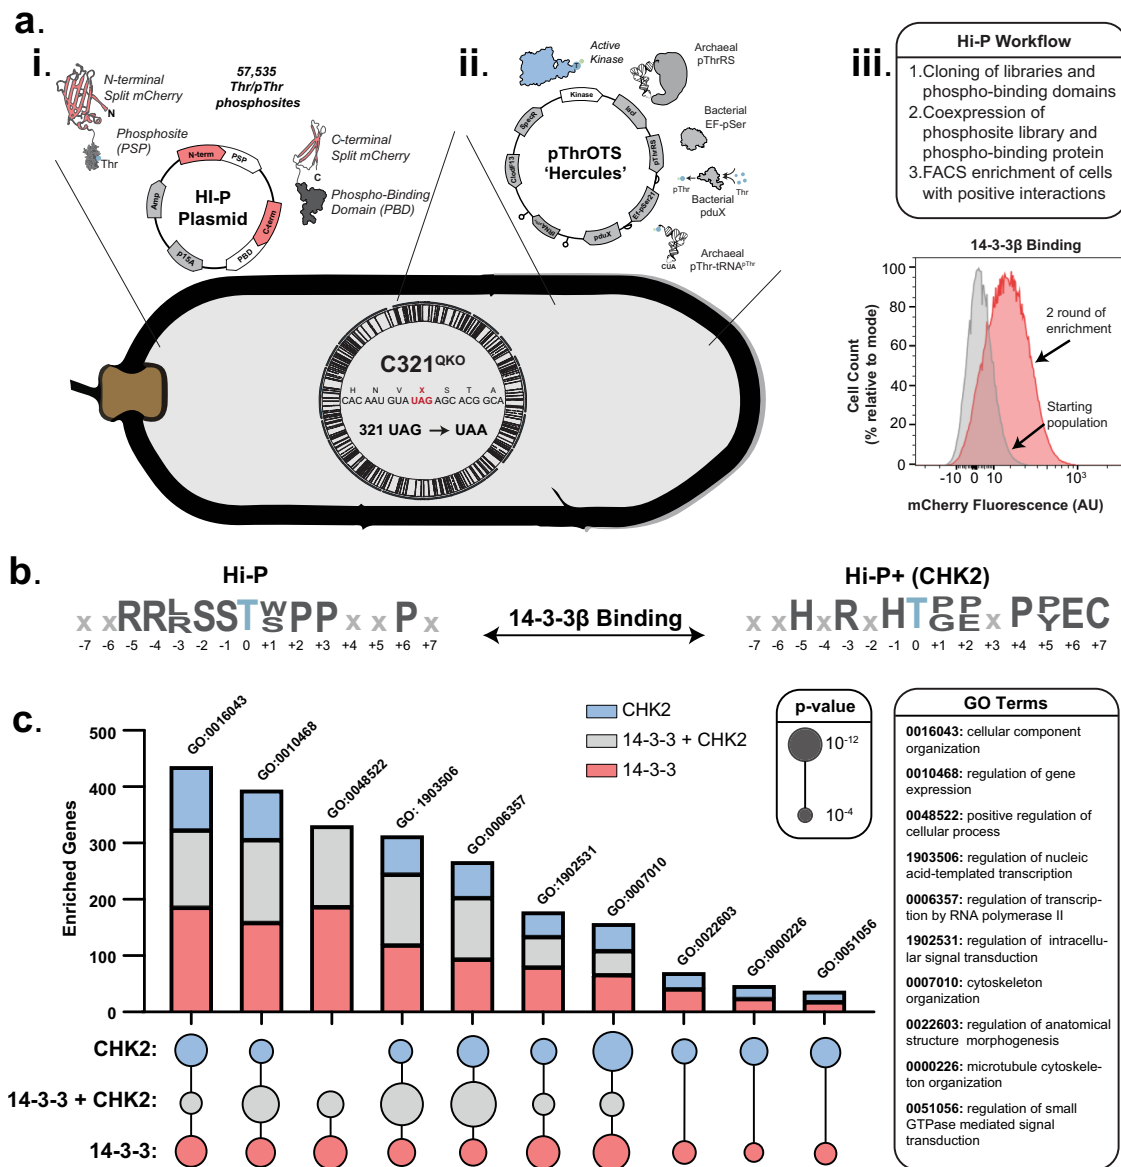 a.
i.
N-terminal
Split mCherry
N
Phosphosite
(PSP)
Thr
57,535
Thr/pThr
phosphosites
C-terminal
Split mCherry
C
Phospho-Binding
Domain (PBD)
HI-P
Plasmid
N-term
PSP
C-term
PBD
p15A
Amp
ii.
Active
Kinase
T
Archaeal
pThrRS
Bacterial
EF-pSer
pThr
Thr
Bacterial
pduX
Archaeal
pThr-tRNApThr
CUA
pThrOTS
'Hercules'
Kinase
lacI
pThrRS
Ef-pSer21
pduX
ClodF13
SpecR
iii.
Hi-P Workflow
1.Cloning of libraries and
phospho-binding domains
2.Coexpression of
phosphosite library and
phospho-binding protein
3.FACS enrichment of cells
with positive interactions
14-3-3β Binding
100
80
60
40
20
0
Cell Count
(% relative to mode)
2 round of
enrichment
Starting
population
-10 0 10 10³
mCherry Fluorescence (AU)
C321QKO
H N V X S T A
CAC AAU GUA UAG AGC ACG GCA
321 UAG → UAA
b.
Hi-P
x x R R L R S S T W S P P x x P x
-7 -6 -5 -4 -3 -2 -1 0 +1 +2 +3 +4 +5 +6 +7
14-3-3β Binding
Hi-P+ (CHK2)
x x H x R x H T P G P E x P P Y E C
-7 -6 -5 -4 -3 -2 -1 0 +1 +2 +3 +4 +5 +6 +7
c.
500
400
300
200
100
0
Enriched Genes
GO:0016043
GO:0010468
GO:0048522
GO: 1903506
GO:0006357
GO:1902531
GO:0007010
GO:0022603
GO:0000226
GO:0051056
CHK2
14-3-3 + CHK2
14-3-3
p-value
10-12
10-4
CHK2:
14-3-3 + CHK2:
14-3-3:
GO Terms
0016043: cellular component
organization
0010468: regulation of gene
expression
0048522: positive regulation of
cellular process
1903506: regulation of nucleic
acid-templated transcription
0006357: regulation of transcrip-
tion by RNA polymerase II
1902531: regulation of intracellu-
lar signal transduction
0007010: cytoskeleton
organization
0022603: regulation of anatomical
structure morphogenesis
0000226: microtubule cytoskele-
ton organization
0051056: regulation of small
GTPase mediated signal
transduction